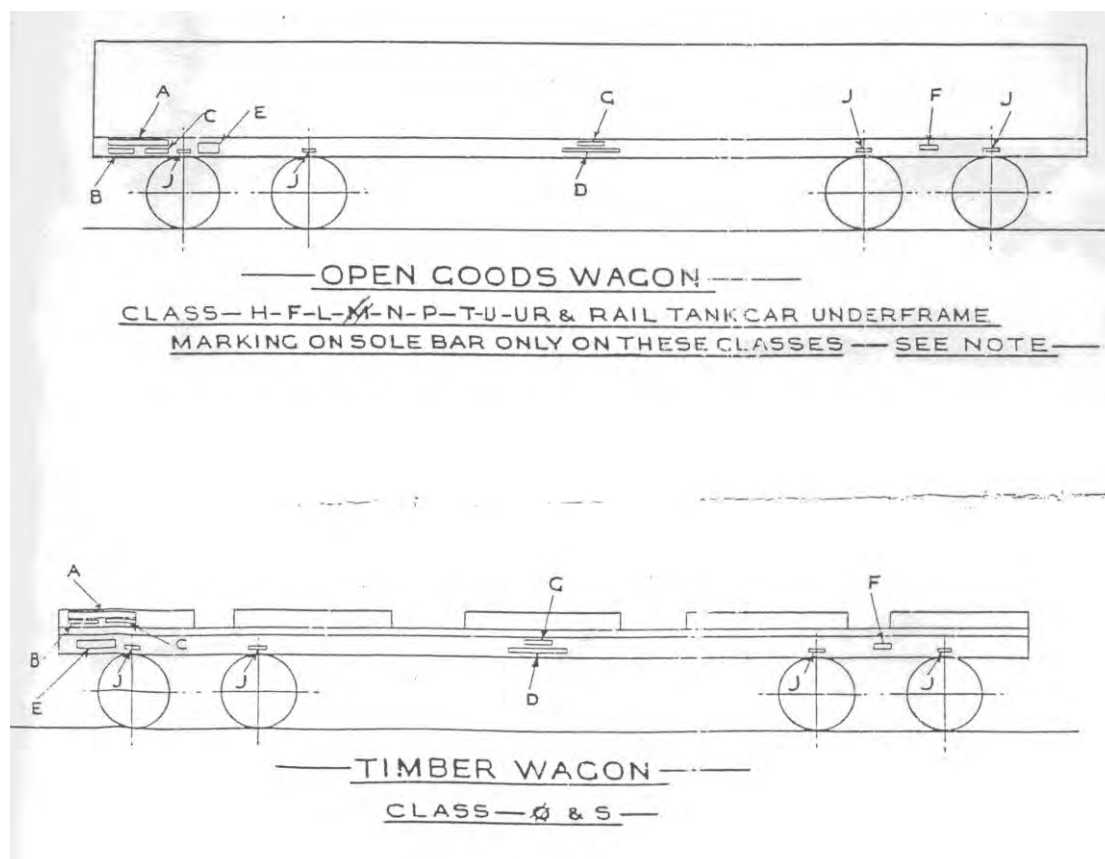 A
C
E
G
J
F
J
B
J
J
D
OPEN GOODS WAGON
CLASS—H-F-L-M-N-P-T-U-UR & RAIL TANK CAR UNDERFRAME
MARKING ON SOLE BAR ONLY ON THESE CLASSES — SEE NOTE
A
G
F
B
C
J
J
J
J
E
D
TIMBER WAGON
CLASS—Q & S